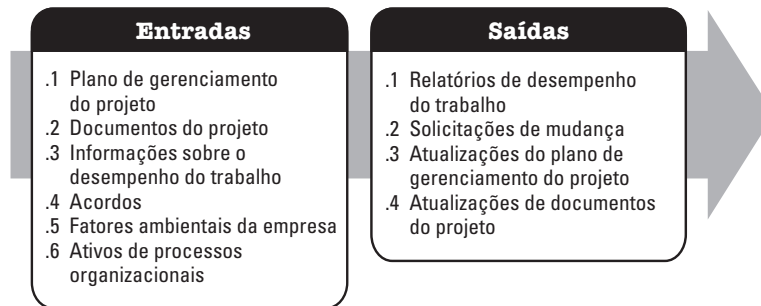 Entradas
.1 Plano de gerenciamento
do projeto
.2 Documentos do projeto
.3 Informações sobre o
desempenho do trabalho
.4 Acordos
.5 Fatores ambientais da empresa
.6 Ativos de processos
organizacionais
Saídas
.1 Relatórios de desempenho
do trabalho
.2 Solicitações de mudança
.3 Atualizações do plano de
gerenciamento do projeto
.4 Atualizações de documentos
do projeto